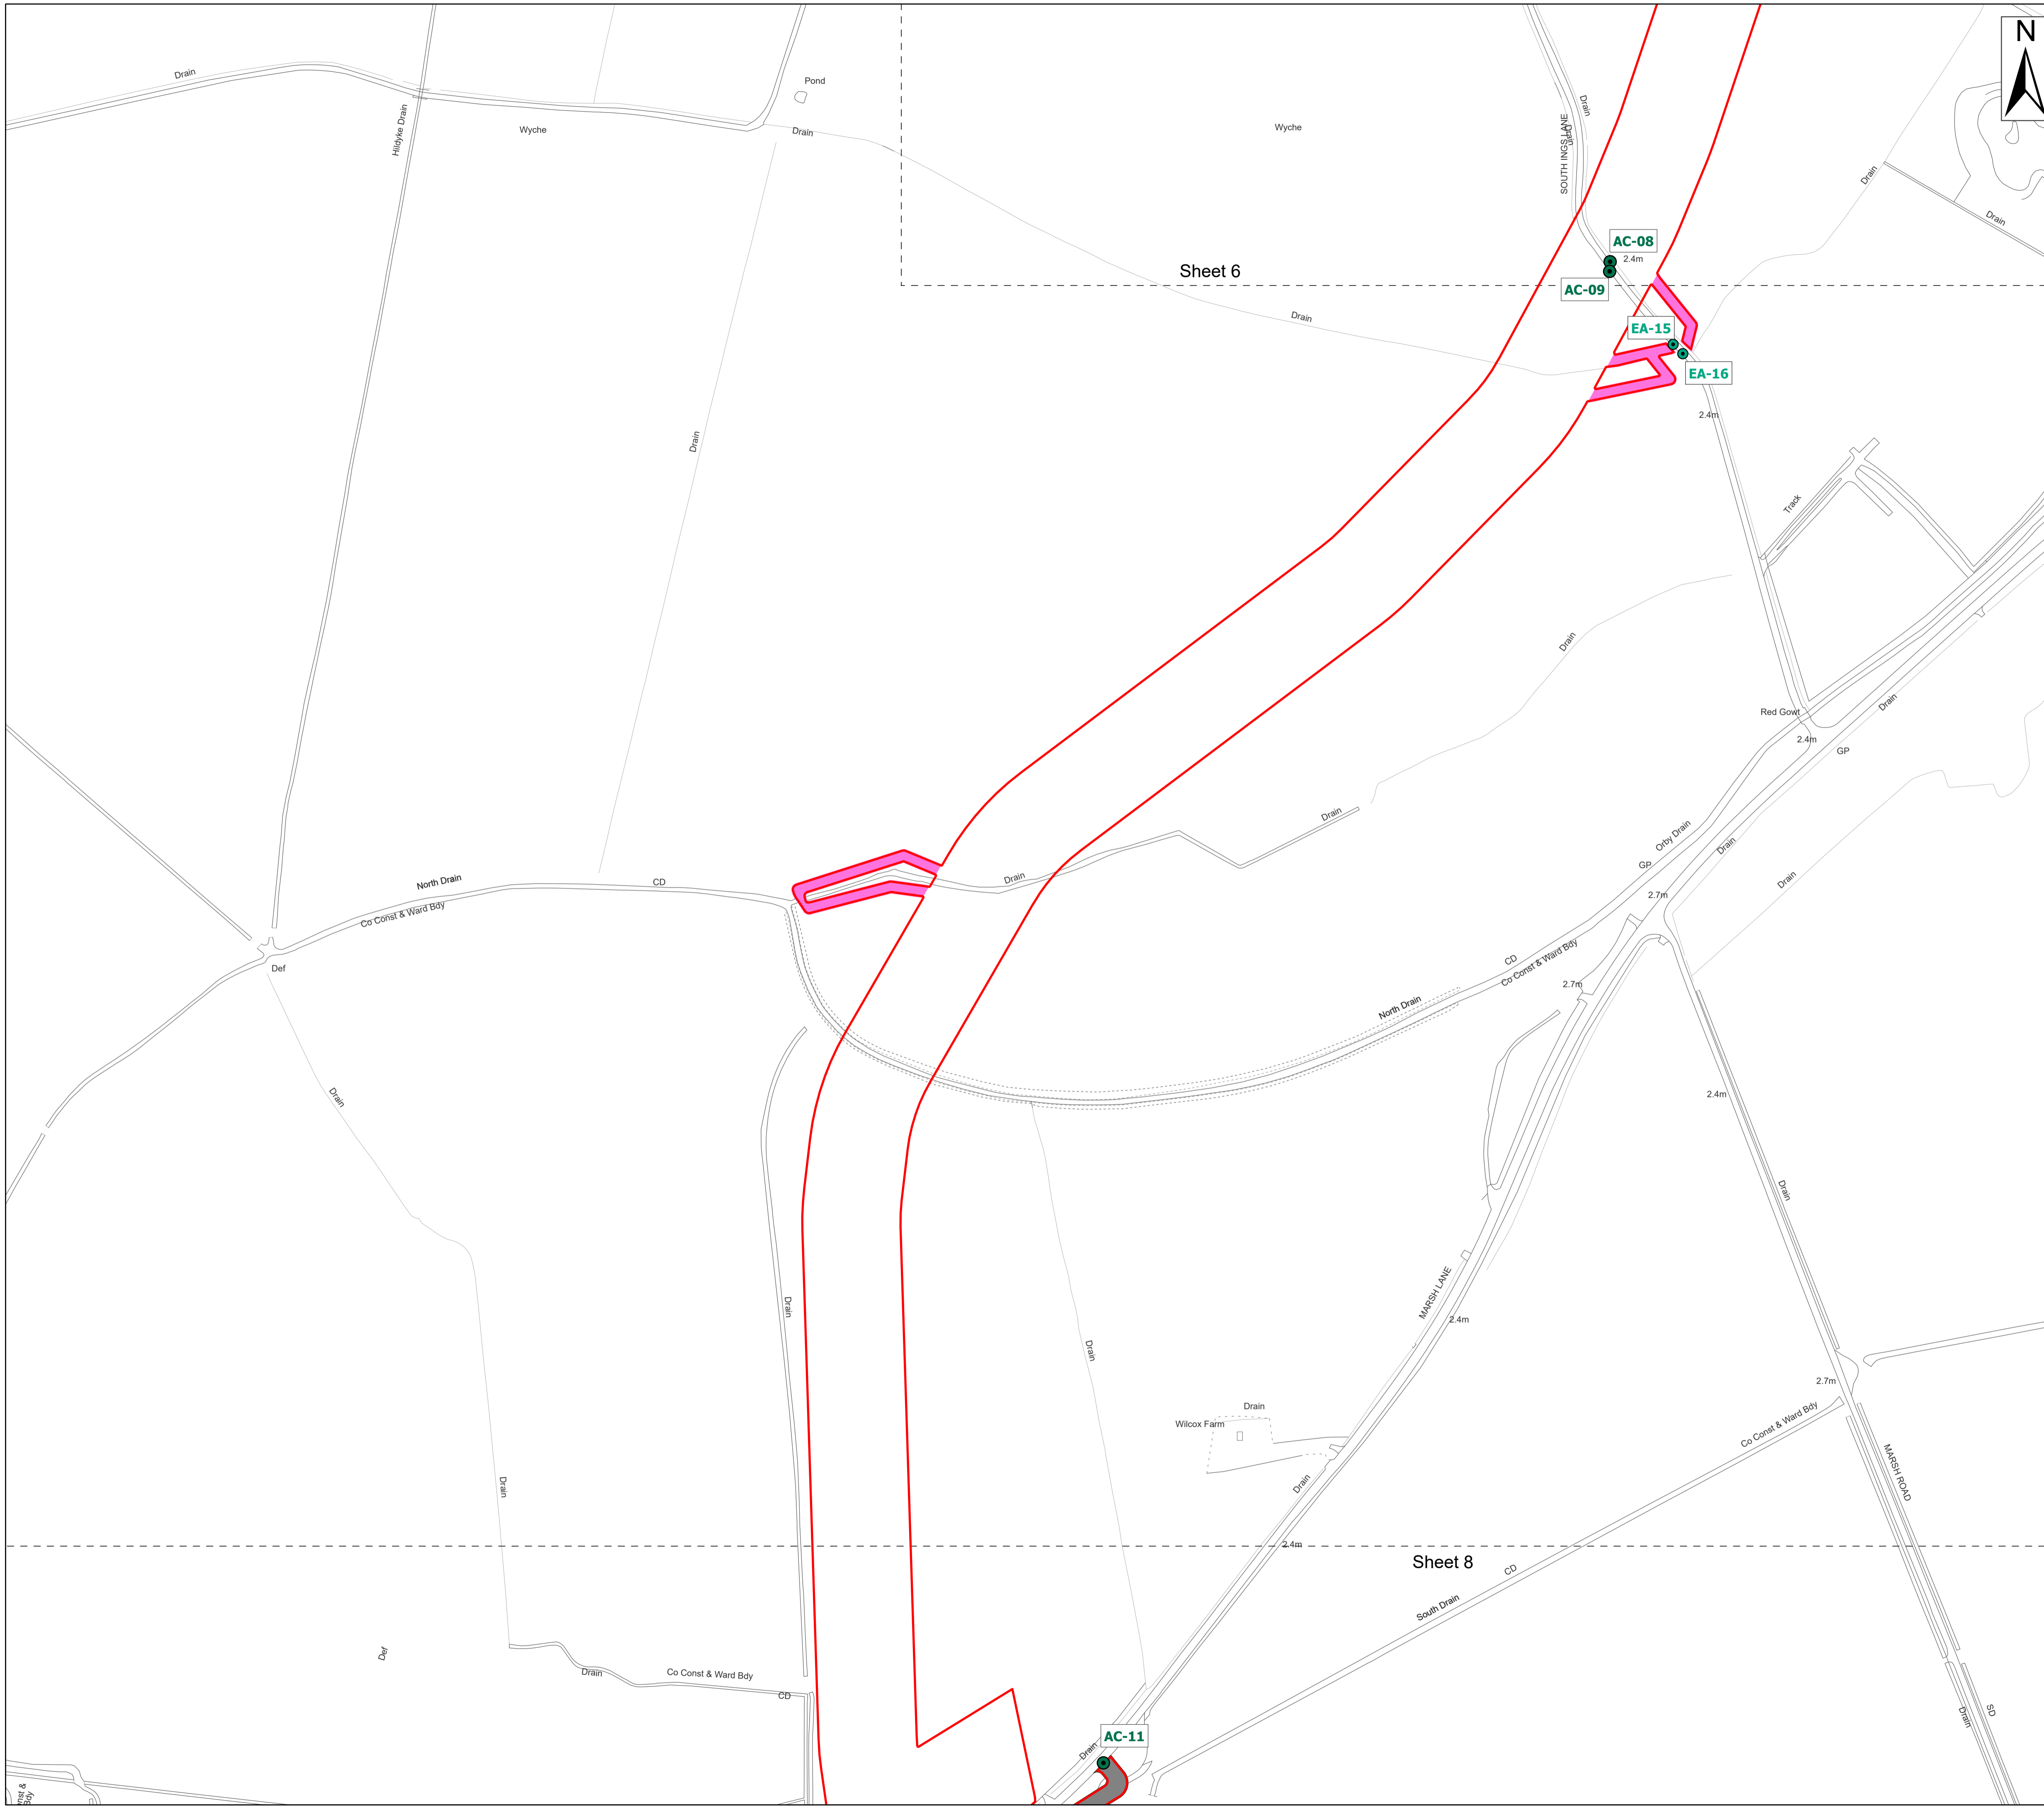 N
Drain
Pond
Hildyke Drain
Wyche
Drain
Wyche
Drain
SOUTH INGS LANE
Drain
Drain
Drain
AC-08
2.4m
Sheet 6
AC-09
Drain
EA-15
EA-16
2.4m
Drain
Track
Drain
Red Gowt
Drain
2.4m
GP
Drain
Orby Drain
Drain
GP
North Drain
CD
Drain
Drain
2.7m
Co Const & Ward Bdy
CD
Co Const & Ward Bdy
Def
2.7m
North Drain
Drain
2.4m
Drain
MARSH LANE
Drain
2.4m
Drain
2.7m
Drain
Wilcox Farm
Co Const & Ward Bdy
Drain
Drain
MARSH ROAD
2.4m
Sheet 8
CD
South Drain
Def
Drain
Co Const & Ward Bdy
CD
SD
Drain
AC-11
Drain
nst &
Bdy